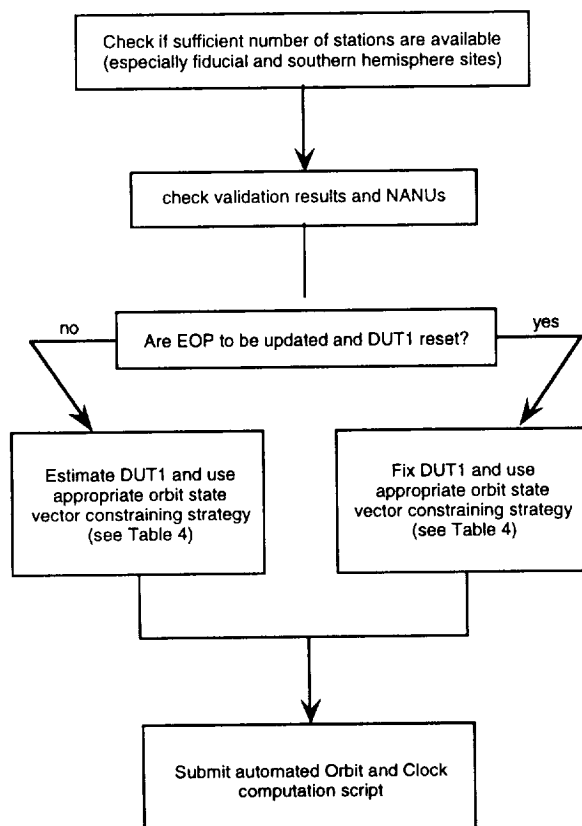 Check if sufficient number of stations are available
(especially fiducial and southern hemisphere sites)
check validation results and NANUs
no
Are EOP to be updated and DUT1 reset?
yes
Estimate DUT1 and use
appropriate orbit state
vector constraining strategy
(see Table 4)
Fix DUT1 and use
appropriate orbit state
vector constraining strategy
(see Table 4)
Submit automated Orbit and Clock
computation script